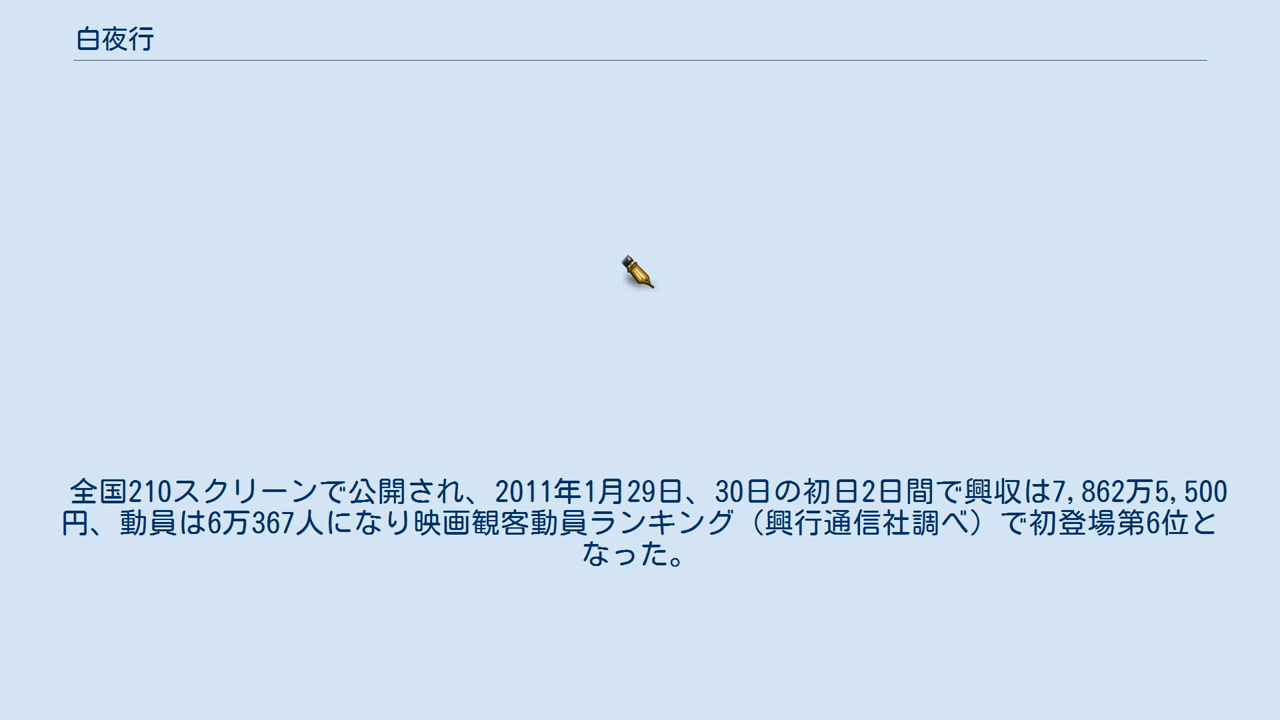 白夜行
全国210スクリーンで公開され、2011年1月29日、30日の初日2日間で興収は7,862万5,500
円、動員は6万367人になり映画観客動員ランキング（興行通信社調べ）で初登場第6位と
なった。